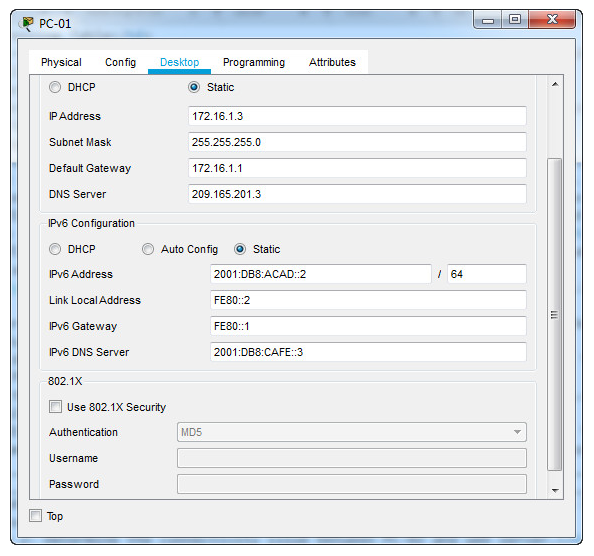 PC-01
Physical Config Desktop Programming Attributes
DHCP Static
IP Address 172.16.1.3
Subnet Mask 255.255.255.0
Default Gateway 172.16.1.1
DNS Server 209.165.201.3
IPv6 Configuration
DHCP Auto Config Static
IPv6 Address 2001:DB8:ACAD::2 / 64
Link Local Address FE80::2
IPv6 Gateway FE80::1
IPv6 DNS Server 2001:DB8:CAFE::3
802.1X
Use 802.1X Security
Authentication MD5
Username
Password
Top